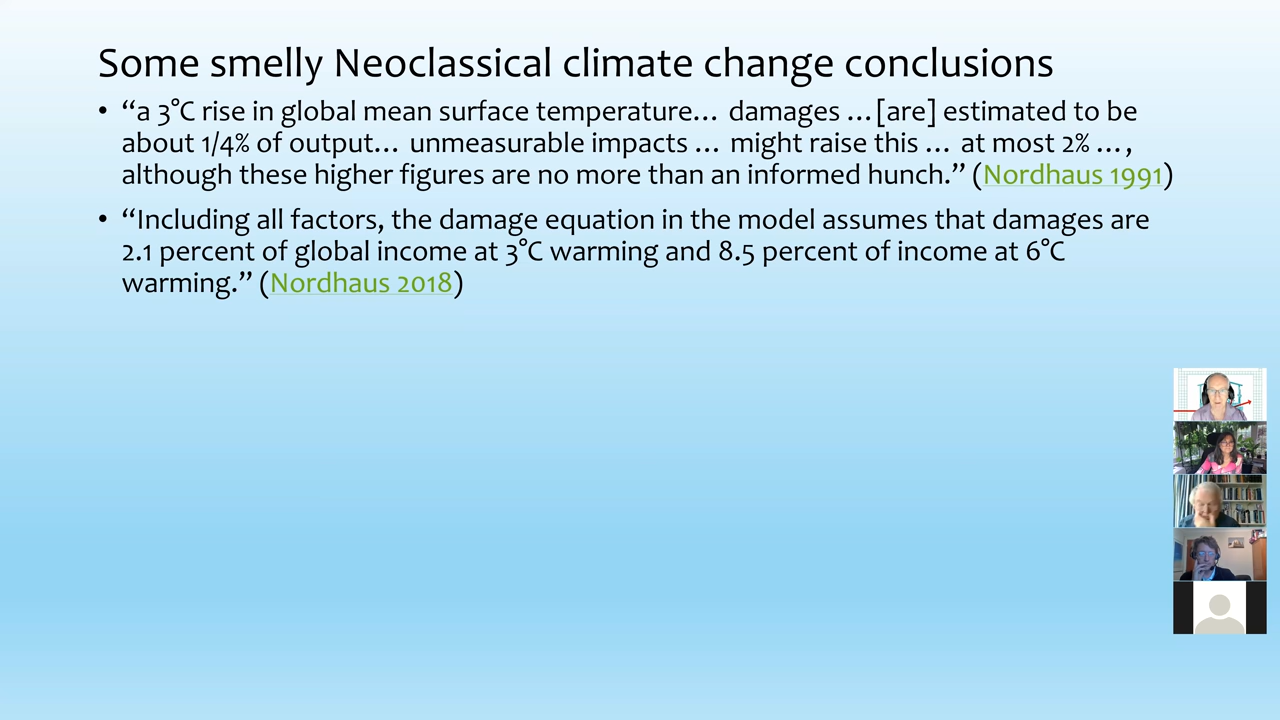 Some smelly Neoclassical climate change conclusions
• “a 3°C rise in global mean surface temperature… damages …[are] estimated to be
about 1/4% of output… unmeasurable impacts … might raise this … at most 2% …,
although these higher figures are no more than an informed hunch.” (Nordhaus 1991)
• “Including all factors, the damage equation in the model assumes that damages are
2.1 percent of global income at 3°C warming and 8.5 percent of income at 6°C
warming.” (Nordhaus 2018)